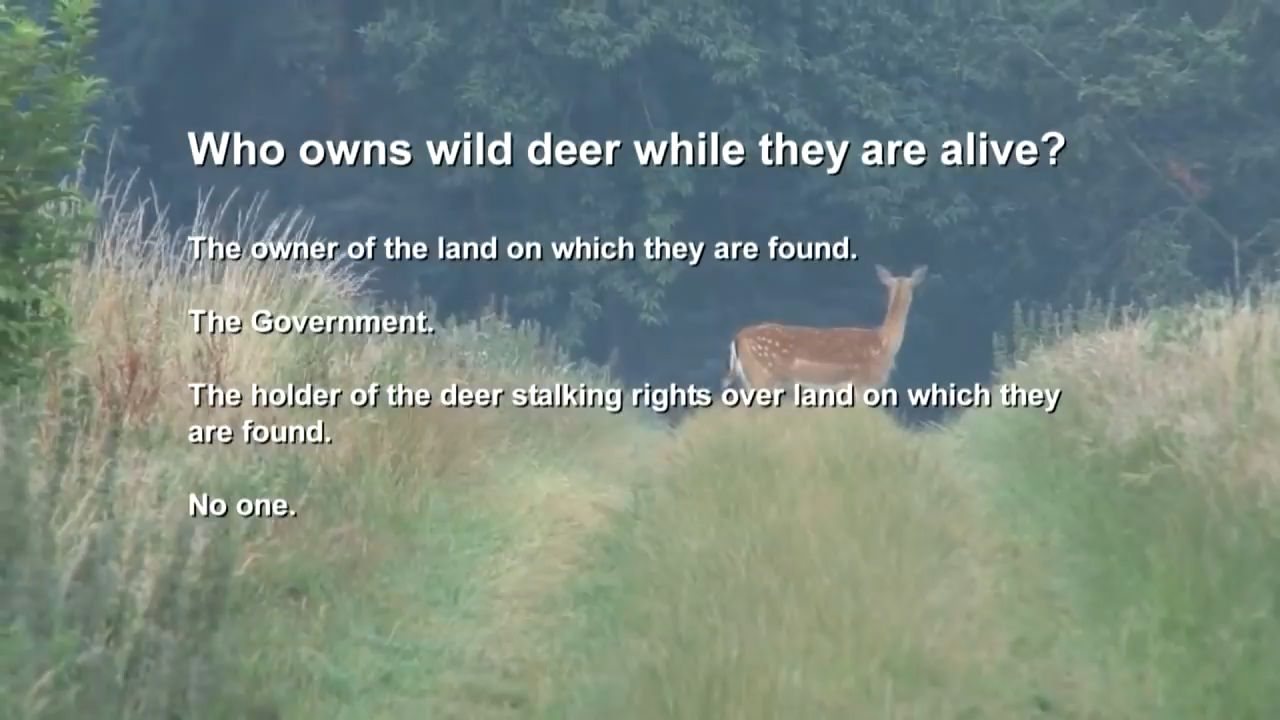 Who owns wild deer while they are alive?
The owner of the land on which they are found.
The Government.
The holder of the deer stalking rights over land on which they
are found.
No one.